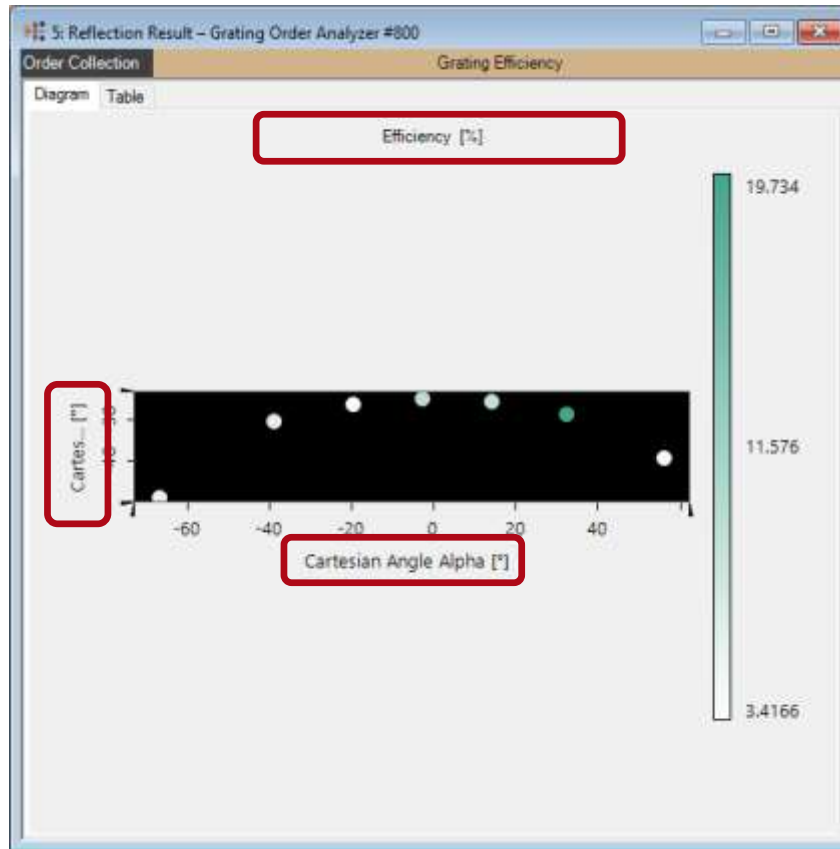 5: Reflection Result – Grating Order Analyzer #800
Order Collection Grating Efficiency
Diagram Table
Efficiency [%]
19.734
11.576
3.4166
Cartes... [°]
40
-60 -40 -20 0 20 40
Cartesian Angle Alpha [°]